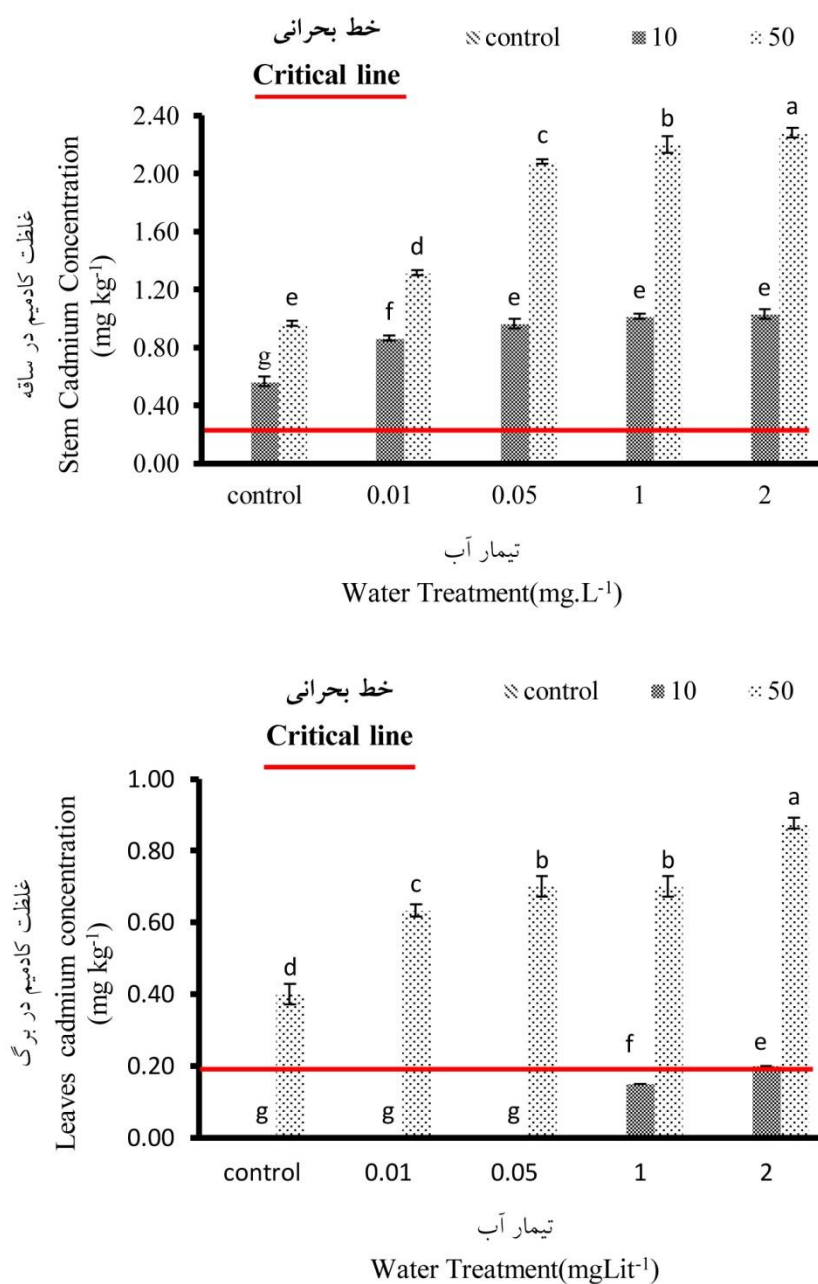 خط بحرانی
Critical line
control 10 50
غلظت کادمیم در ساقه
Stem Cadmium Concentration
(mg kg-1)
2.40
2.00
1.60
1.20
0.80
0.40
0.00
g e f d e c e b e a
control 0.01 0.05 1 2
تیمار آب
Water Treatment(mg.L-1)
خط بحرانی
Critical line
control 10 50
غلظت کادمیم در برگ
Leaves cadmium concentration
(mg kg-1)
1.00
0.80
0.60
0.40
0.20
0.00
g d g c g b f b e a
control 0.01 0.05 1 2
تیمار آب
Water Treatment(mgLit-1)